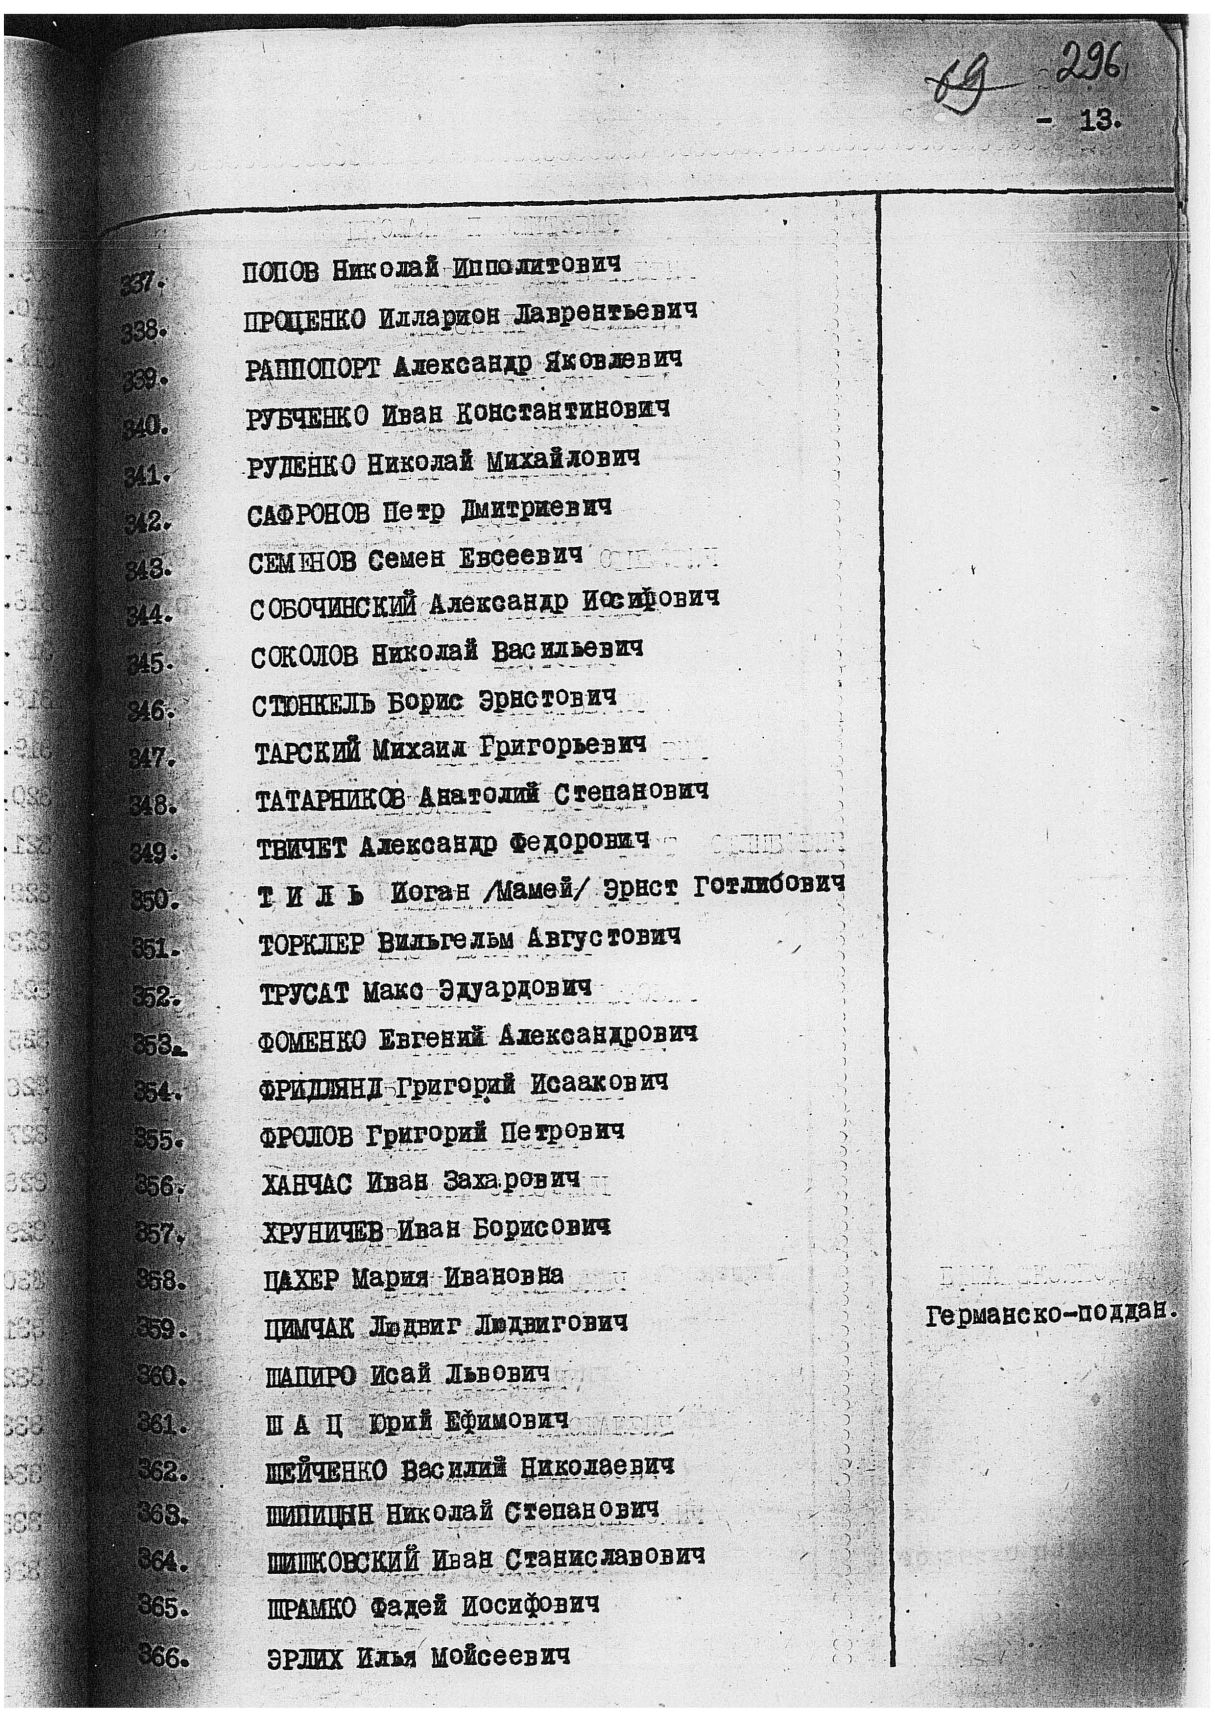 69 296
- 13.
337. ПОПОВ Николай Ипполитович
338. ПРОЦЕНКО Илларион Лаврентьевич
339. РАППОПОРТ Александр Яковлевич
340. РУБЧЕНКО Иван Константинович
341. РУДЕНКО Николай Михайлович
342. САФРОНОВ Петр Дмитриевич
343. СЕМЕНОВ Семен Евсеевич
344. СОБОЧИНСКИЙ Александр Иосифович
345. СОКОЛОВ Николай Васильевич
346. СТЮНКЕЛЬ Борис Эрнстович
347. ТАРСКИЙ Михаил Григорьевич
348. ТАТАРНИКОВ Анатолий Степанович
349. ТВИЧЕТ Александр Федорович
350. Т И Л Ь Иоган /Мамей/ Эрнст Готлибович
351. ТОРКЛЕР Вильгельм Августович
352. ТРУСАТ Макс Эдуардович
353. ФОМЕНКО Евгений Александрович
354. ФРИДЛЯНД Григорий Исаакович
355. ФРОЛОВ Григорий Петрович
356. ХАНЧАС Иван Захарович
357. ХРУНИЧЕВ Иван Борисович
358. ЦАХЕР Мария Ивановна
359. ЦИМЧАК Людвиг Людвигович Германско-поддан.
360. ШАПИРО Исай Львович
361. Ш А Ц Юрий Ефимович
362. ШЕЙЧЕНКО Василий Николаевич
363. ШИПИЦЫН Николай Степанович
364. ШИШКОВСКИЙ Иван Станиславович
365. ШРАМКО Фадей Иосифович
366. ЭРЛИХ Илья Мойсеевич